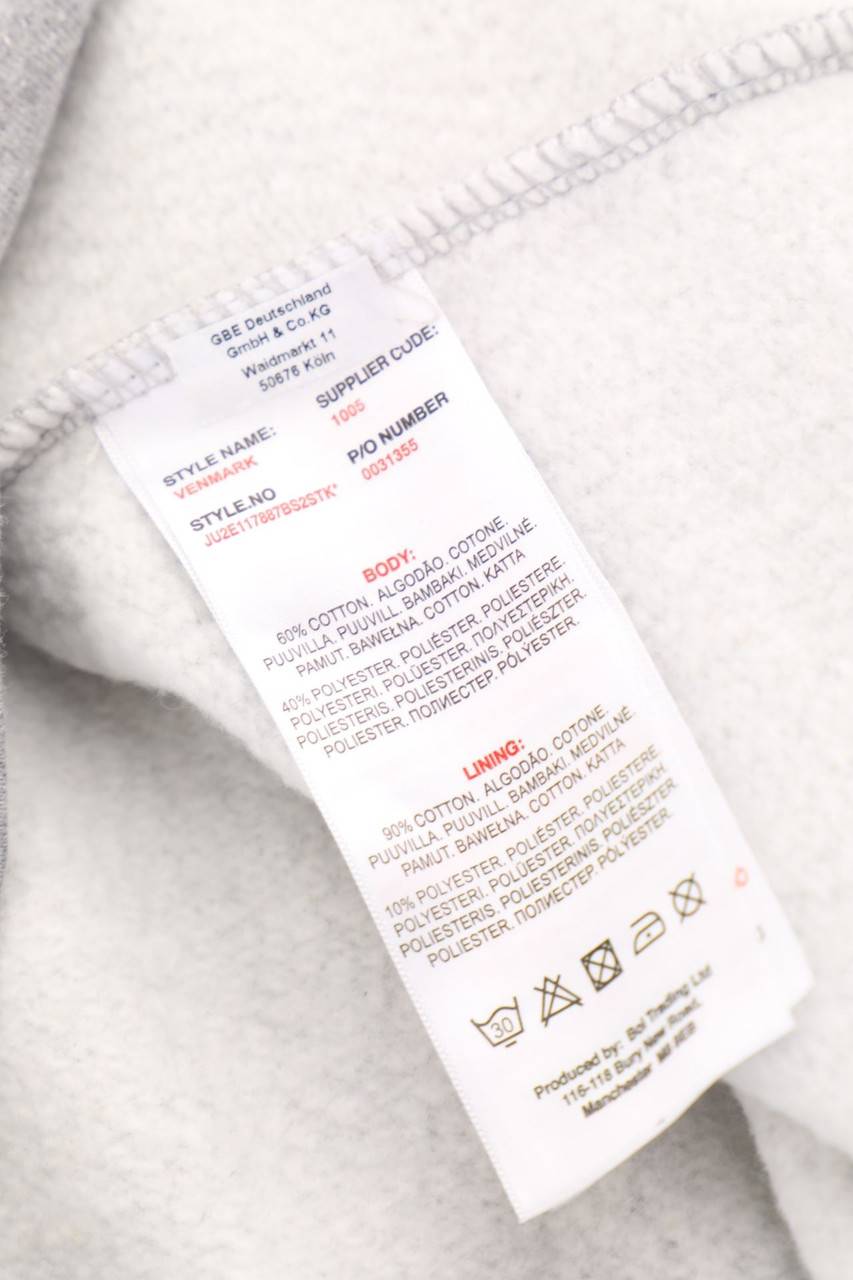 GBE Deutschland
GmbH & Co.KG
Waidmarkt 11
50676 Köln
STYLE NAME:
VENMARK
SUPPLIER CODE:
1005
STYLE.NO
JU2E117887BS2STK*
P/O NUMBER
0031355
BODY:
60% COTTON. ALGODÃO. COTONE.
PUUVILLA. PUUVILL. BAMBAKI. MEDVILNĖ.
PAMUT. BAWEŁNA. COTTON. KATTA
40% POLYESTER. POLIÉSTER. POLIESTERE.
POLYESTERI. POLÜESTER. ΠΟΛΥΕΣΤΕΡΙΚΗ.
POLIESTERIS. POLIESTERINIS. POLIÉSZTER.
POLIESTER. ПОЛИЕСТЕР. PÓLYESTER.
LINING:
90% COTTON. ALGODÃO. COTONE.
PUUVILLA. PUUVILL. BAMBAKI. MEDVILNĖ.
PAMUT. BAWEŁNA. COTTON. KATTA
10% POLYESTER. POLIÉSTER. POLIESTERE.
POLYESTERI. POLÜESTER. ΠΟΛΥΕΣΤΕΡΙΚΗ
POLIESTERIS. POLIESTERINIS. POLIÉSZTER
POLIESTER. ПОЛИЕСТЕР. PÓLYESTER.
30
Produced by: Boi Trading Ltd
116-118 Bury New Road,
Manchester